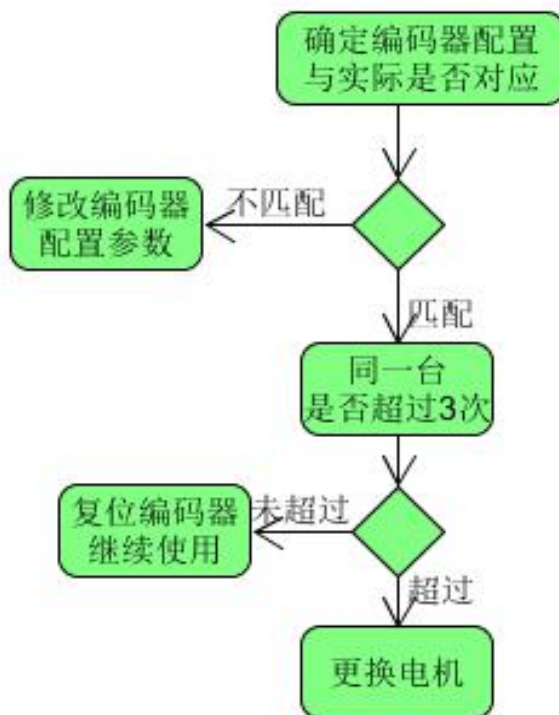 确定编码器配置
与实际是否对应
不匹配
修改编码器
配置参数
匹配
同一台
是否超过3次
未超过
复位编码器
继续使用
超过
更换电机